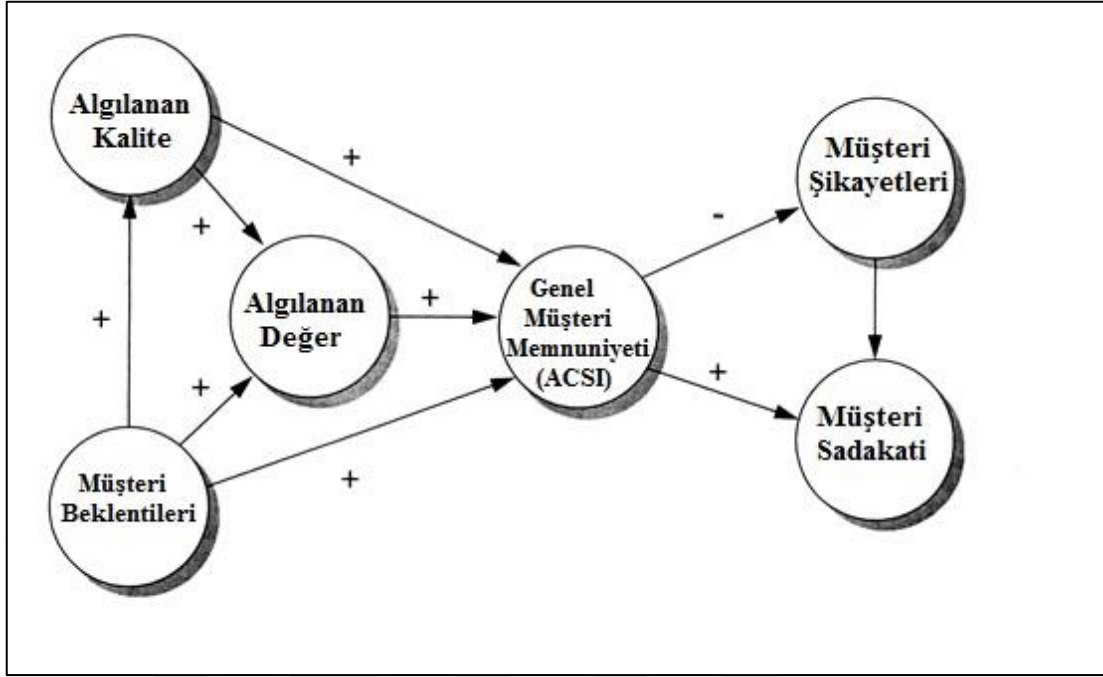 Algılanan
Kalite
+
+
Müşteri
Şikayetleri
-
Algılanan
Değer
+
Genel
Müşteri
Memnuniyeti
(ACSI)
+
+
+
Müşteri
Sadakati
Müşteri
Beklentileri
+